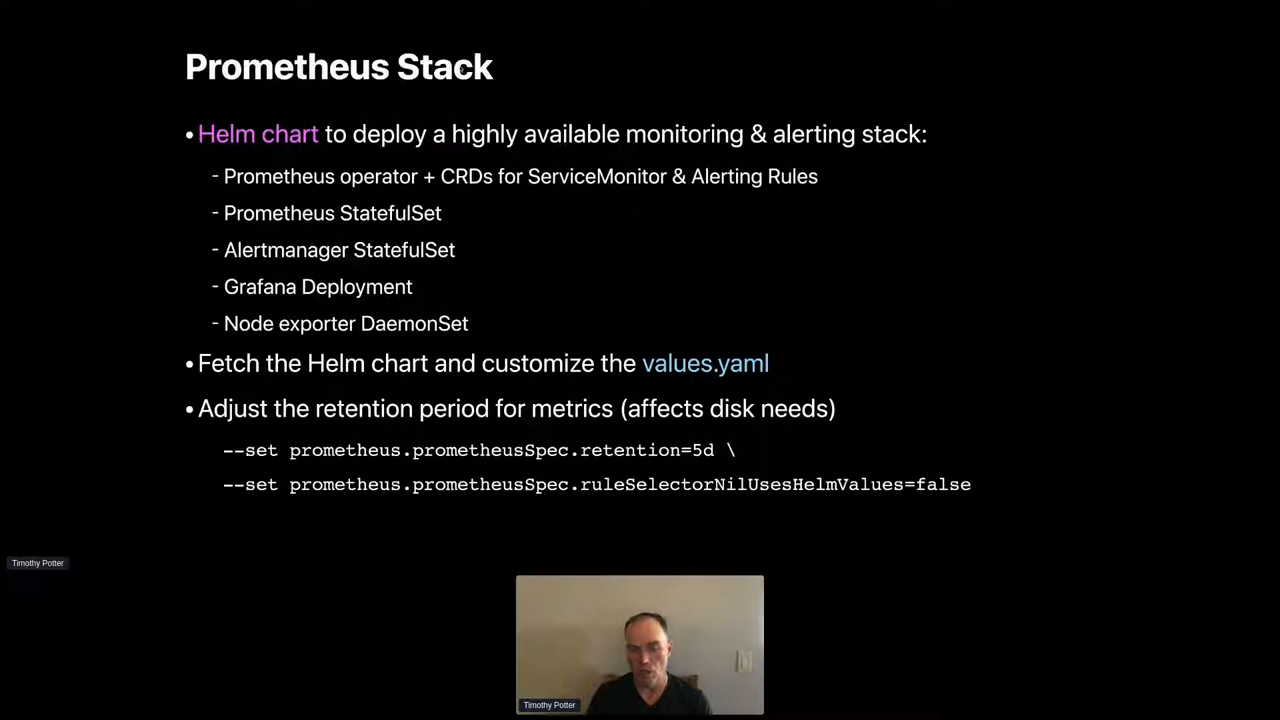 Prometheus Stack
• Helm chart to deploy a highly available monitoring & alerting stack:
- Prometheus operator + CRDs for ServiceMonitor & Alerting Rules
- Prometheus StatefulSet
- Alertmanager StatefulSet
- Grafana Deployment
- Node exporter DaemonSet
• Fetch the Helm chart and customize the values.yaml
• Adjust the retention period for metrics (affects disk needs)
--set prometheus.prometheusSpec.retention=5d \
--set prometheus.prometheusSpec.ruleSelectorNilUsesHelmValues=false
Timothy Potter
Timothy Potter